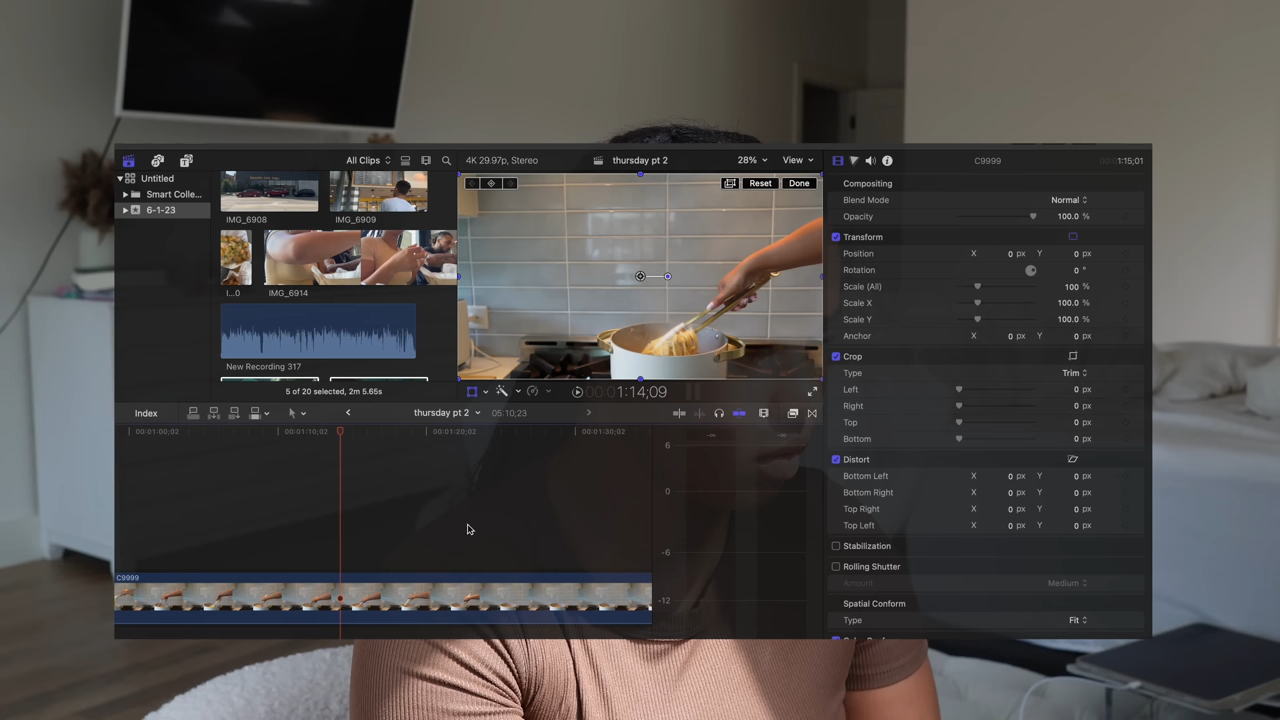 All Clips
4K 29.97p, Stereo
thursday pt 2
28%
View
C9999
00:01:15;01
Untitled
Smart Colle...
6-1-23
IMG_6908
IMG_6909
I...0
IMG_6914
New Recording 317
5 of 20 selected, 2m 5.65s
Reset
Done
00:00:1:14;09
Compositing
Blend Mode
Normal
Opacity
100.0 %
Transform
Position X 0 px Y 0 px
Rotation 0 °
Scale (All) 100 %
Scale X 100.0 %
Scale Y 100.0 %
Anchor X 0 px Y 0 px
Crop
Type Trim
Left 0 px
Right 0 px
Top 0 px
Bottom 0 px
Distort
Bottom Left X 0 px Y 0 px
Bottom Right X 0 px Y 0 px
Top Right X 0 px Y 0 px
Top Left X 0 px Y 0 px
Stabilization
Rolling Shutter
Amount Medium
Spatial Conform
Type Fit
Index
thursday pt 2
05:10;23
00:01:00;02
00:01:10;02
00:01:20;02
00:01:30;02
-∞
-∞
6
0
-6
-12
C9999